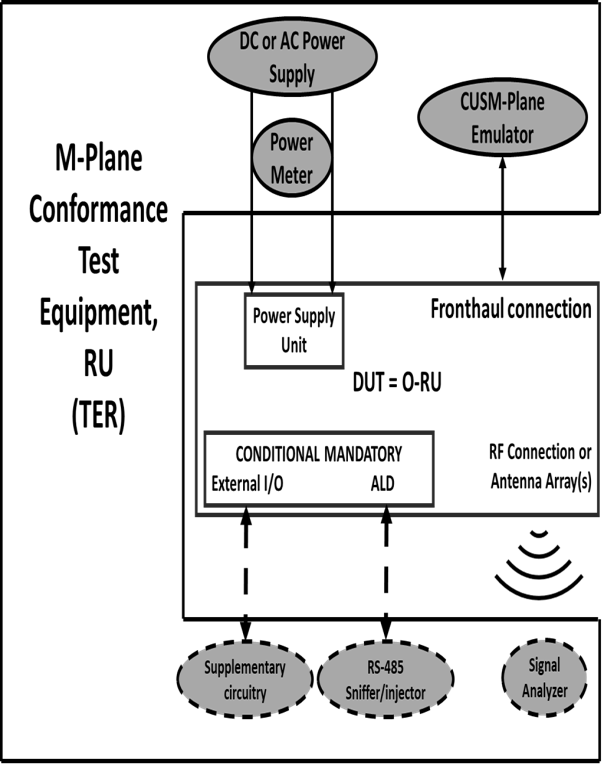 DC or AC Power
Supply
CUSM-Plane
Emulator
Power
Meter
M-Plane
Conformance
Test
Equipment,
RU
(TER)
Fronthaul connection
Power Supply
Unit
DUT = O-RU
CONDITIONAL MANDATORY
External I/O ALD
RF Connection or
Antenna Array(s)
Supplementary
circuitry
RS-485
Sniffer/injector
Signal
Analyzer